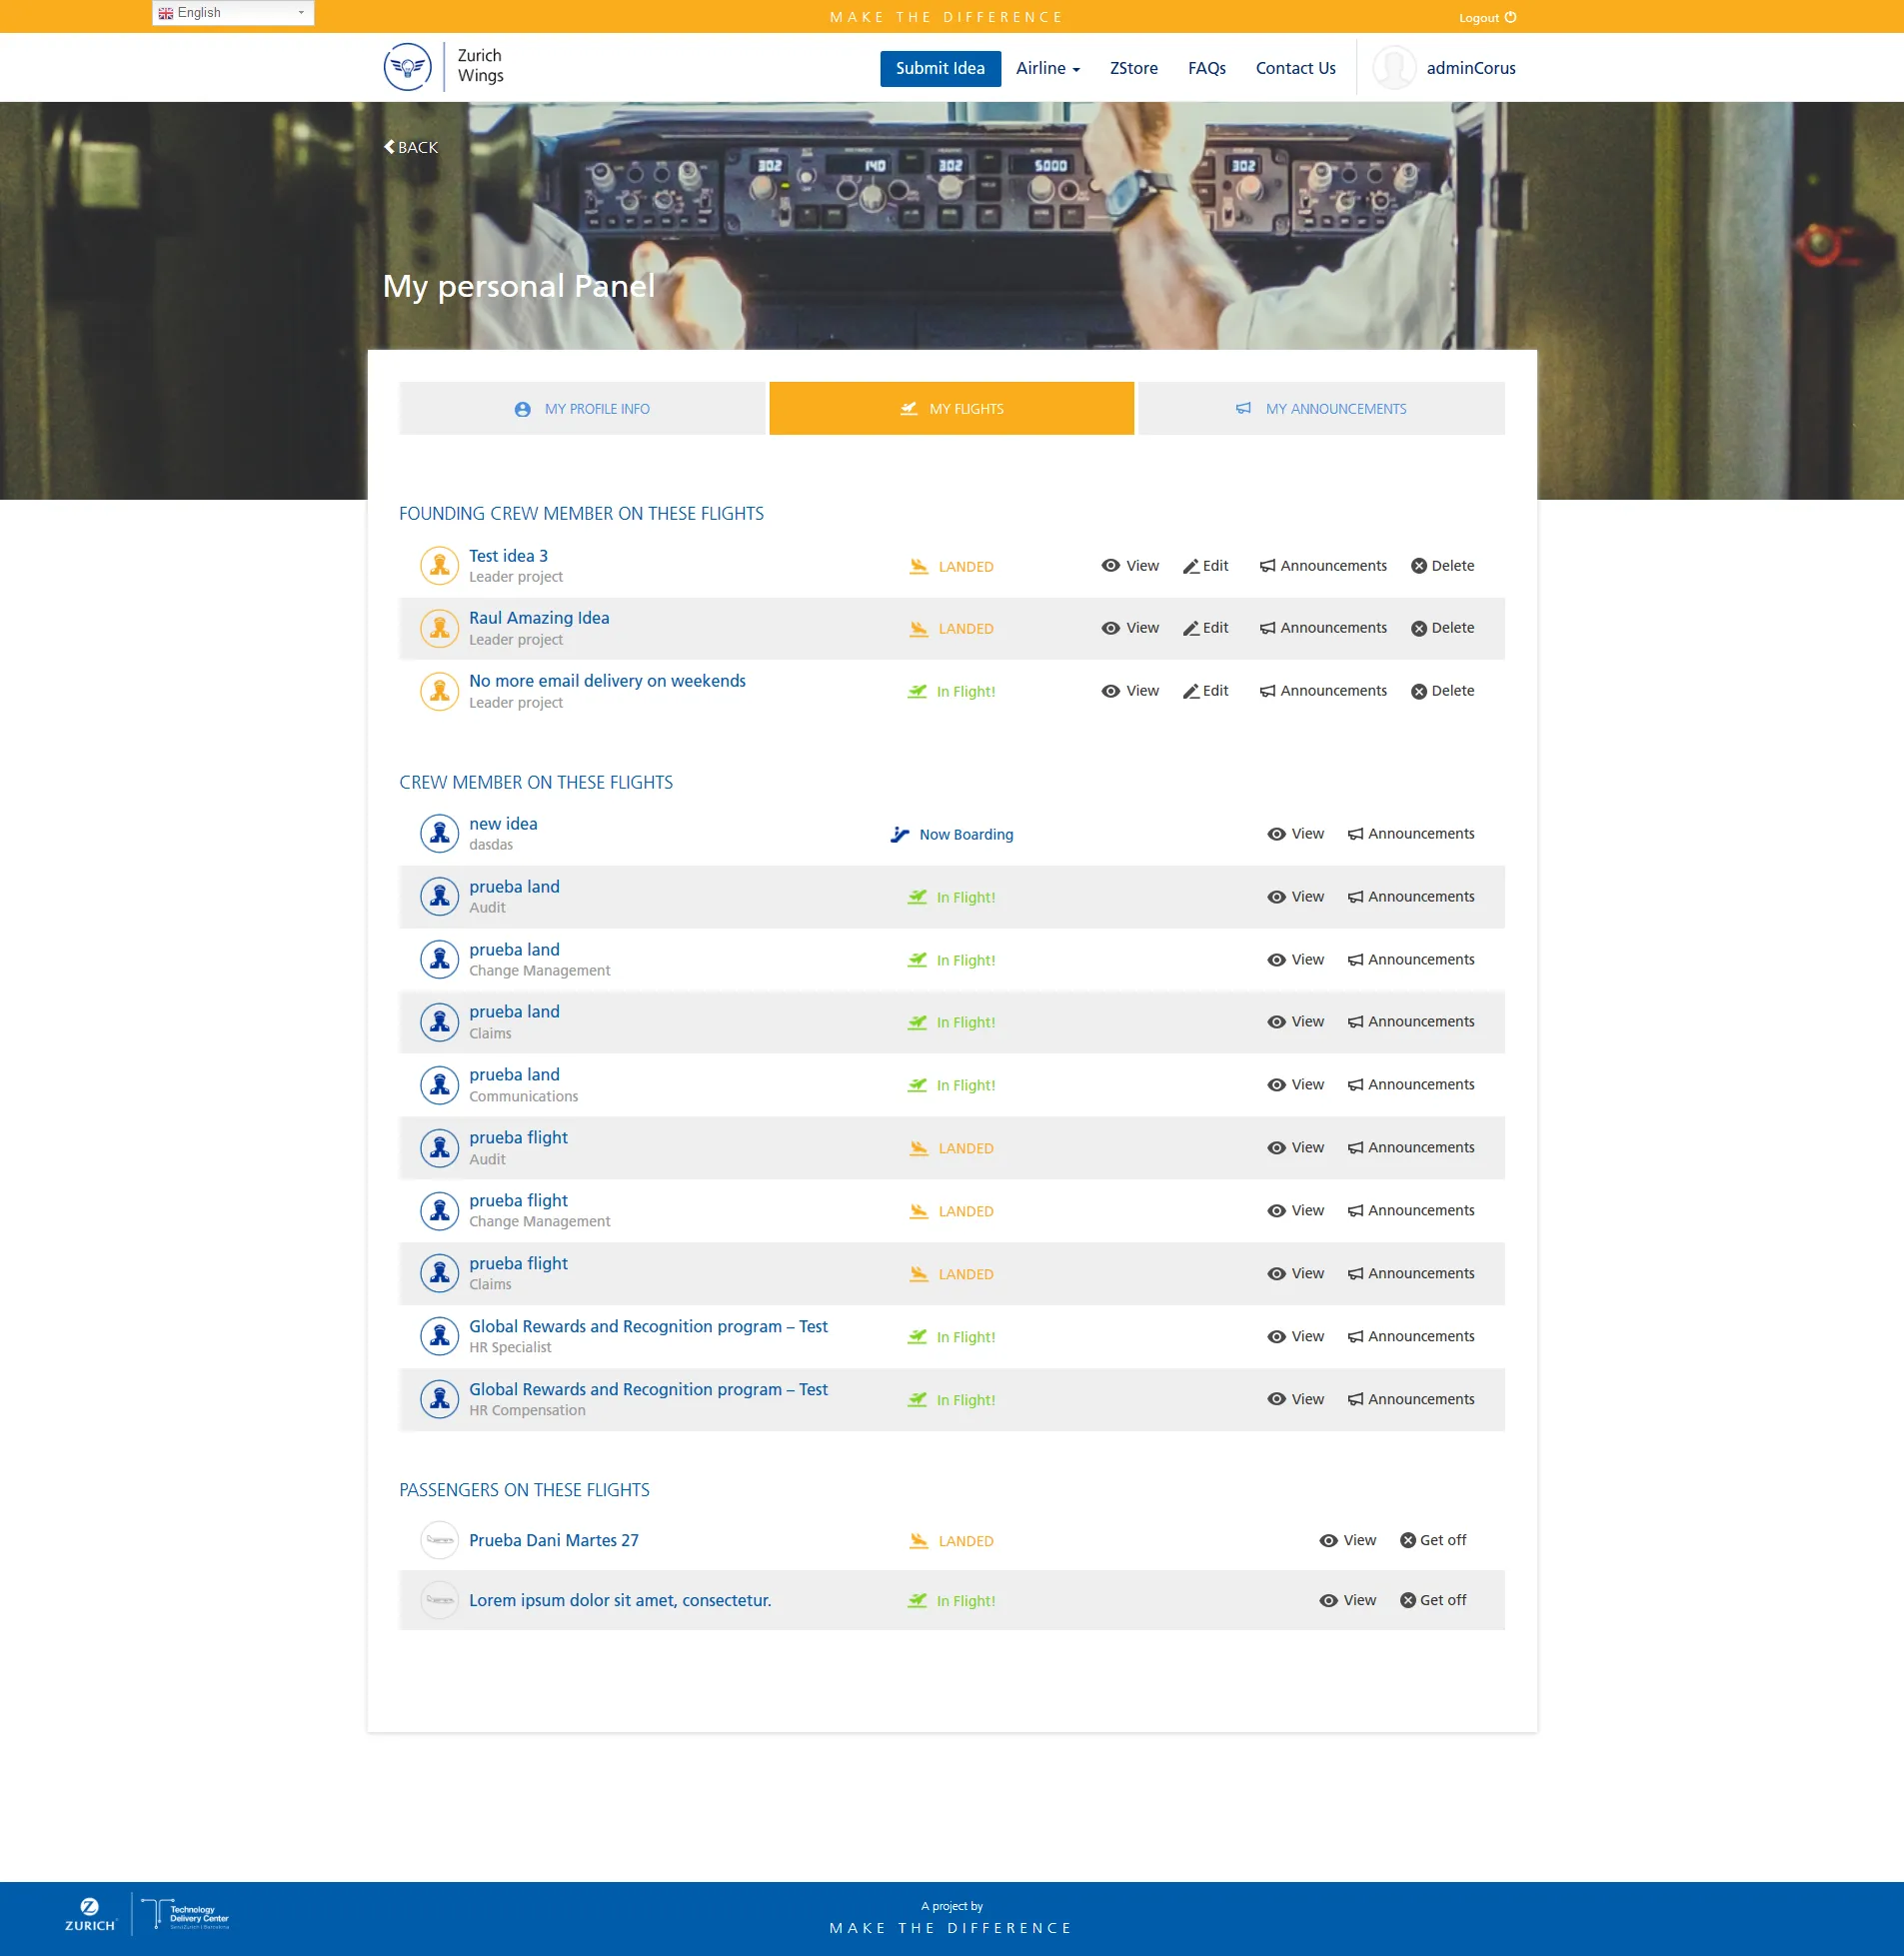 English
MAKE THE DIFFERENCE
Logout
Zurich
Wings
Submit Idea
Airline
ZStore
FAQs
Contact Us
adminCorus
BACK
302
140
302
5000
302
My personal Panel
MY PROFILE INFO
MY FLIGHTS
MY ANNOUNCEMENTS
FOUNDING CREW MEMBER ON THESE FLIGHTS
Test idea 3
Leader project
LANDED
View Edit Announcements Delete
Raul Amazing Idea
Leader project
LANDED
View Edit Announcements Delete
No more email delivery on weekends
Leader project
In Flight!
View Edit Announcements Delete
CREW MEMBER ON THESE FLIGHTS
new idea
dasdas
Now Boarding
View Announcements
prueba land
Audit
In Flight!
View Announcements
prueba land
Change Management
In Flight!
View Announcements
prueba land
Claims
In Flight!
View Announcements
prueba land
Communications
In Flight!
View Announcements
prueba flight
Audit
LANDED
View Announcements
prueba flight
Change Management
LANDED
View Announcements
prueba flight
Claims
LANDED
View Announcements
Global Rewards and Recognition program – Test
HR Specialist
In Flight!
View Announcements
Global Rewards and Recognition program – Test
HR Compensation
In Flight!
View Announcements
PASSENGERS ON THESE FLIGHTS
Prueba Dani Martes 27
LANDED
View Get off
Lorem ipsum dolor sit amet, consectetur.
In Flight!
View Get off
ZURICH
Technology
Delivery Center
A project by
MAKE THE DIFFERENCE